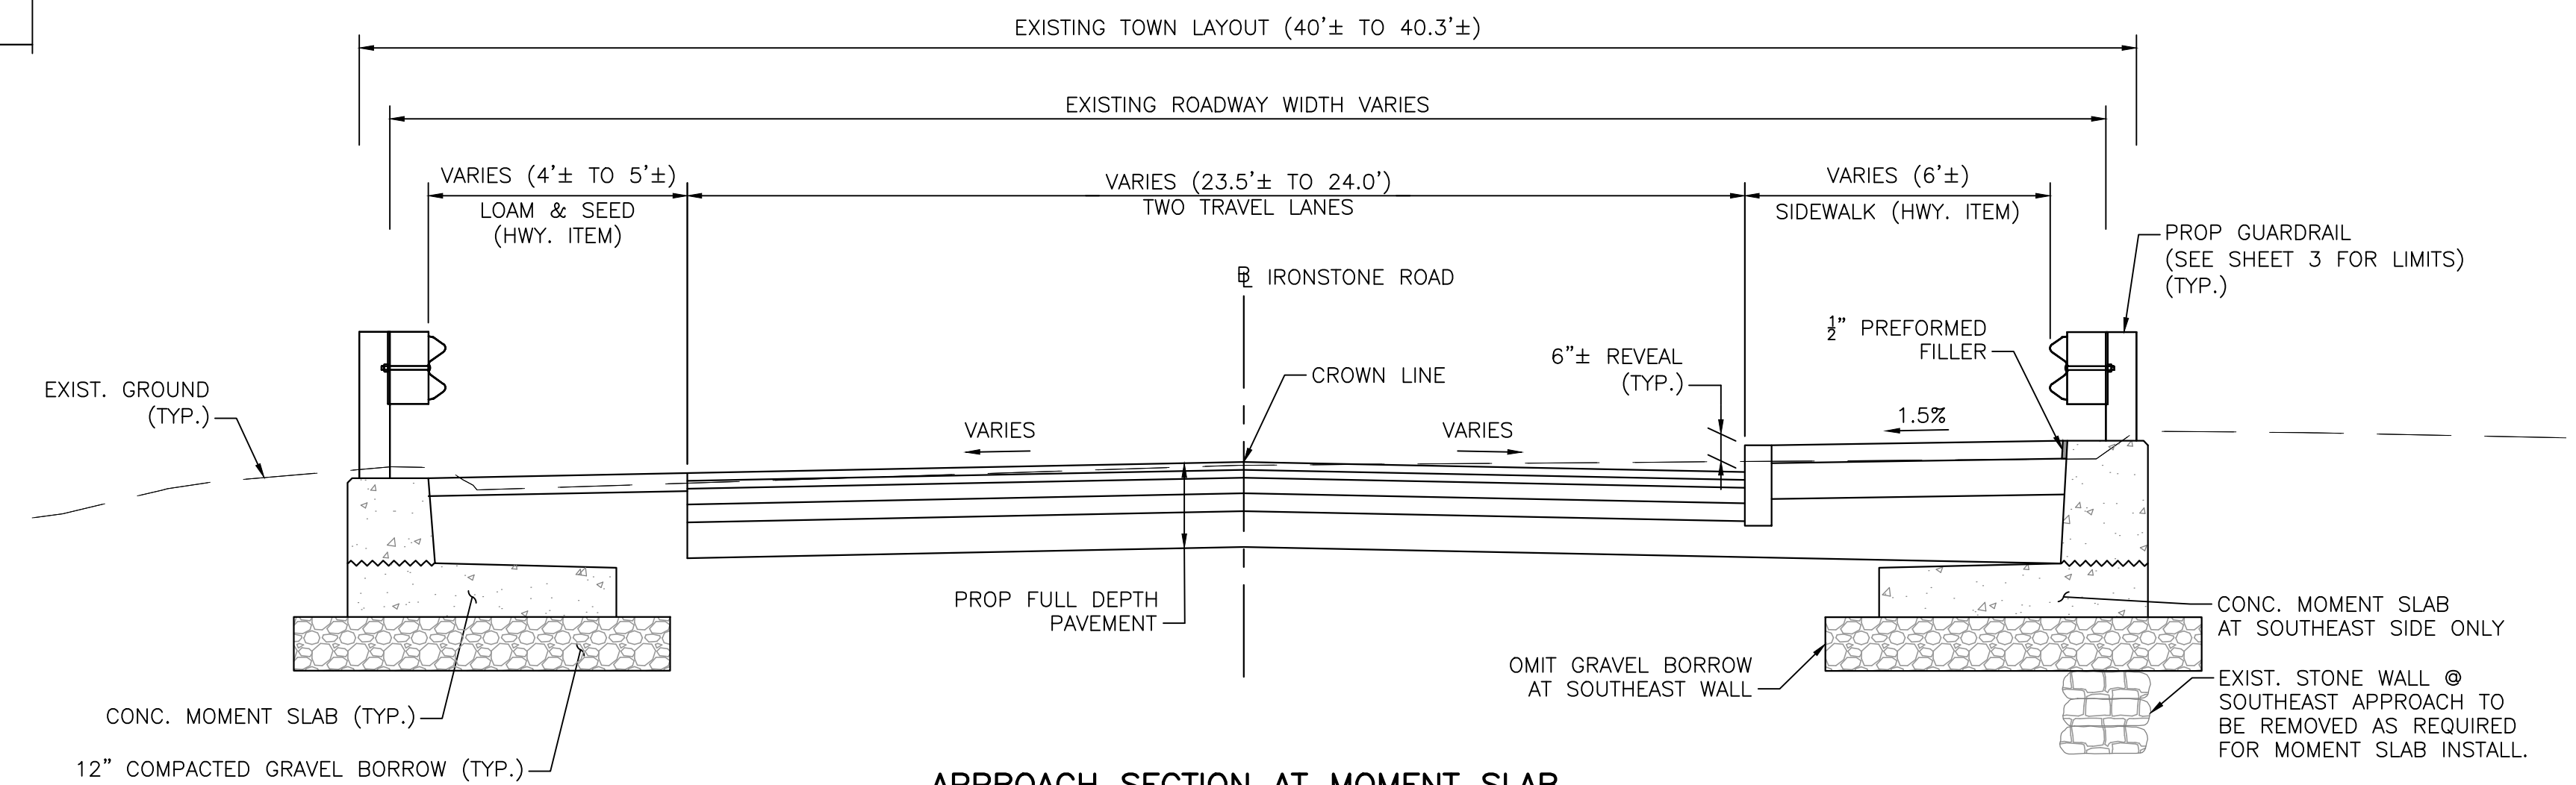 EXISTING TOWN LAYOUT (40'± TO 40.3'±)
EXISTING ROADWAY WIDTH VARIES
VARIES (4'± TO 5'±)
LOAM & SEED
(HWY. ITEM)
VARIES (23.5'± TO 24.0')
TWO TRAVEL LANES
VARIES (6'±)
SIDEWALK (HWY. ITEM)
PROP GUARDRAIL
(SEE SHEET 3 FOR LIMITS)
(TYP.)
IRONSTONE ROAD
½" PREFORMED
FILLER
6"± REVEAL
(TYP.)
CROWN LINE
EXIST. GROUND
(TYP.)
VARIES
VARIES
1.5%
PROP FULL DEPTH
PAVEMENT
CONC. MOMENT SLAB
AT SOUTHEAST SIDE ONLY
OMIT GRAVEL BORROW
AT SOUTHEAST WALL
EXIST. STONE WALL @
SOUTHEAST APPROACH TO
BE REMOVED AS REQUIRED
FOR MOMENT SLAB INSTALL.
CONC. MOMENT SLAB (TYP.)
12" COMPACTED GRAVEL BORROW (TYP.)
APPROACH SECTION AT MOMENT SLAB